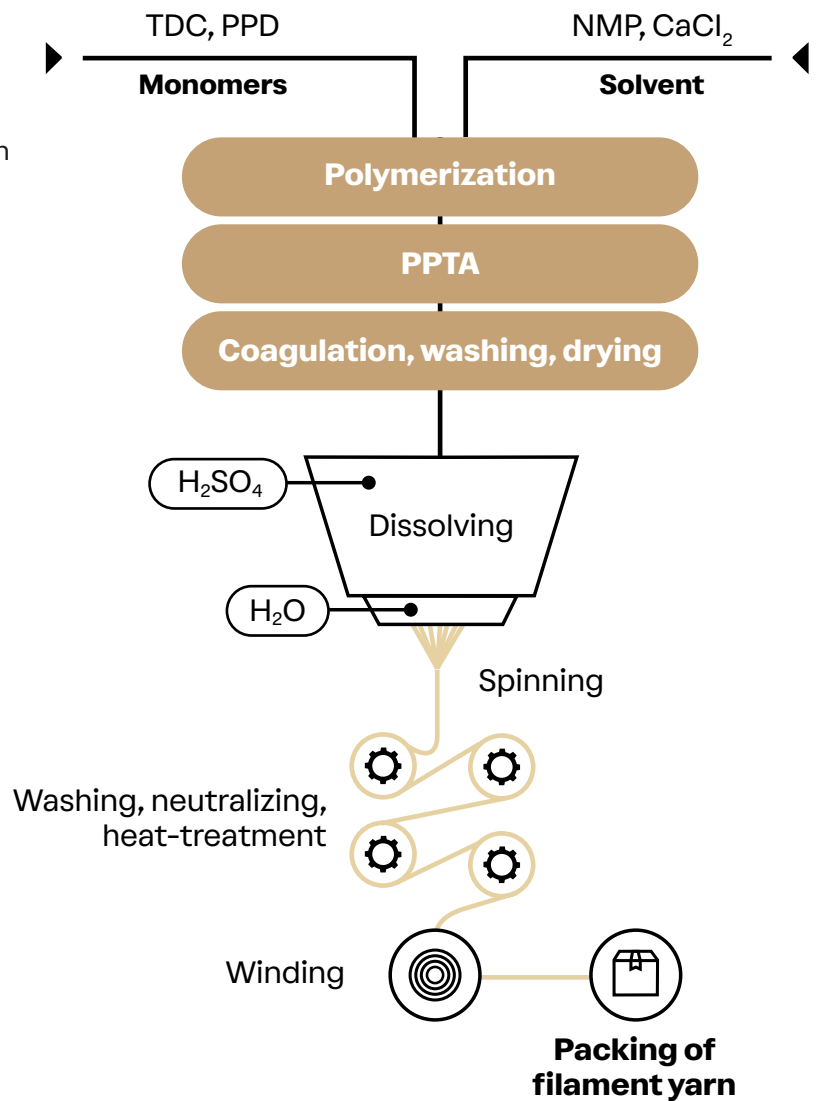 TDC, PPD
NMP, CaCl₂
Monomers
Solvent
n
Polymerization
PPTA
Coagulation, washing, drying
H₂SO₄
Dissolving
H₂O
Spinning
Washing, neutralizing,
heat-treatment
Winding
Packing of
filament yarn